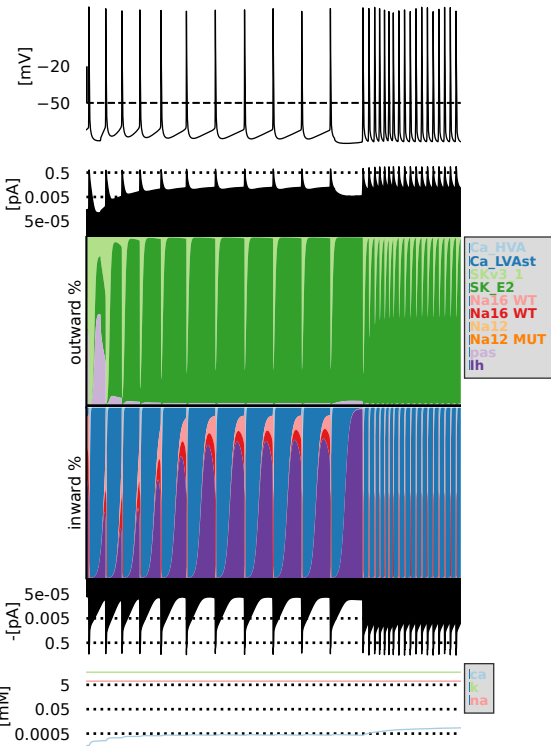 [mV]
−20
−50
[pA]
0.5
0.005
5e-05
outward %
Ca_HVA
Ca_LVAst
SKv3_1
SK_E2
Na16 WT
Na16 WT
Na12
Na12 MUT
pas
Ih
inward %
-[pA]
5e-05
0.005
0.5
[mM]
5
0.05
0.0005
ca
k
na